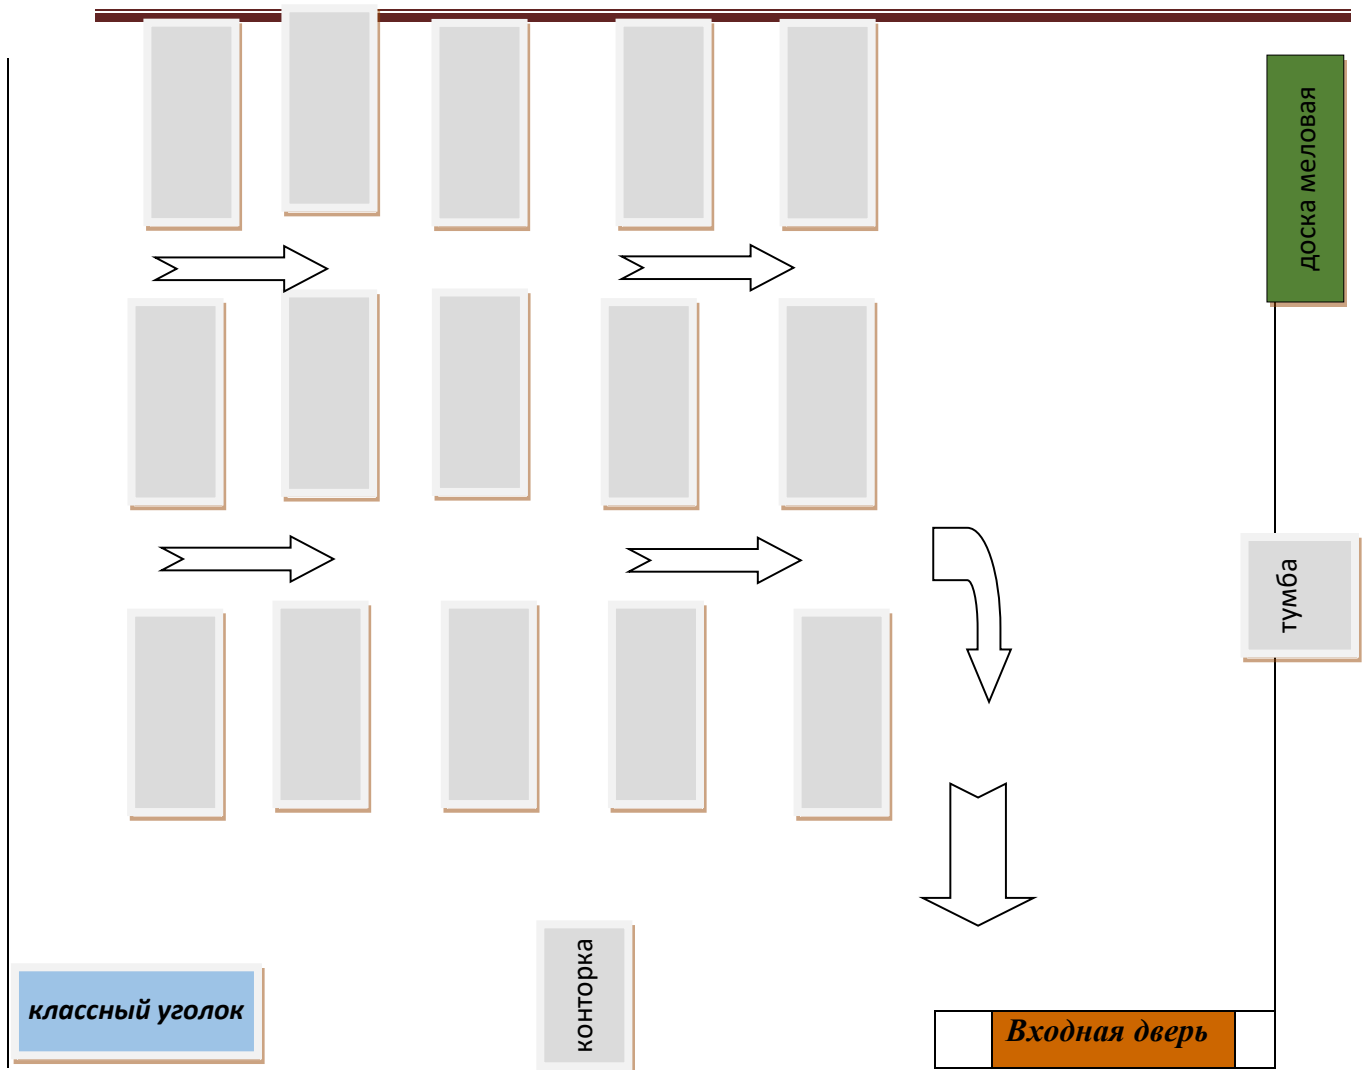 доска меловая
тумба
конторка
классный уголок
Входная дверь